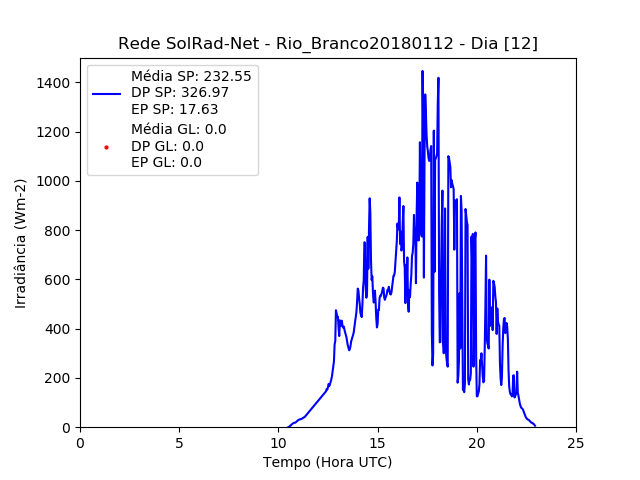 Rede SolRad-Net - Rio_Branco20180112 - Dia [12]
Média SP: 232.55
DP SP: 326.97
EP SP: 17.63
Média GL: 0.0
DP GL: 0.0
EP GL: 0.0
Irradiância (Wm-2)
1400
1200
1000
800
600
400
200
0
0 5 10 15 20 25
Tempo (Hora UTC)